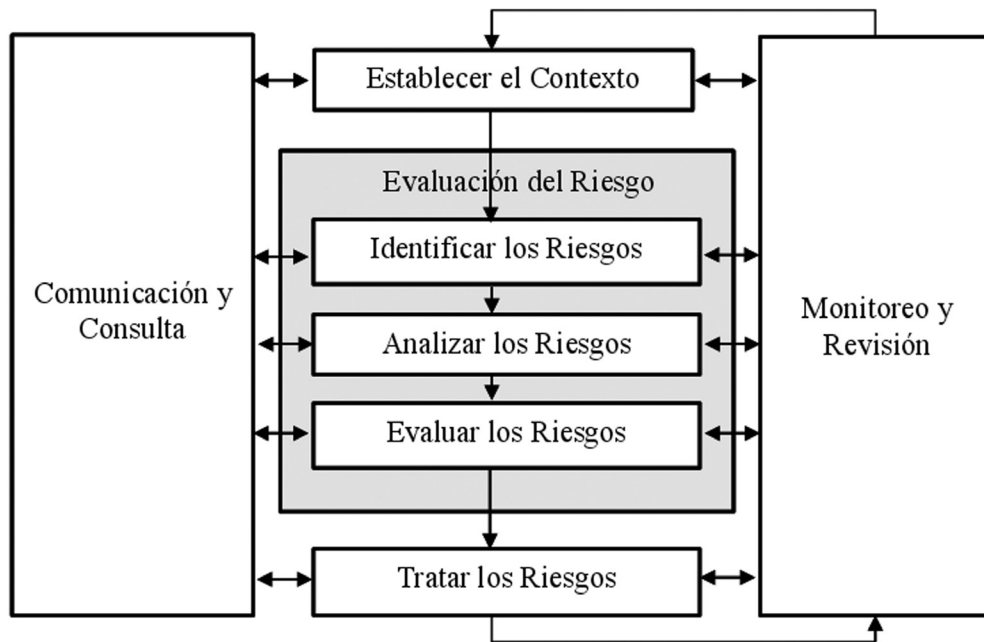 Establecer el Contexto
Evaluación del Riesgo
Identificar los Riesgos
Comunicación y
Consulta
Analizar los Riesgos
Monitoreo y
Revisión
Evaluar los Riesgos
Tratar los Riesgos